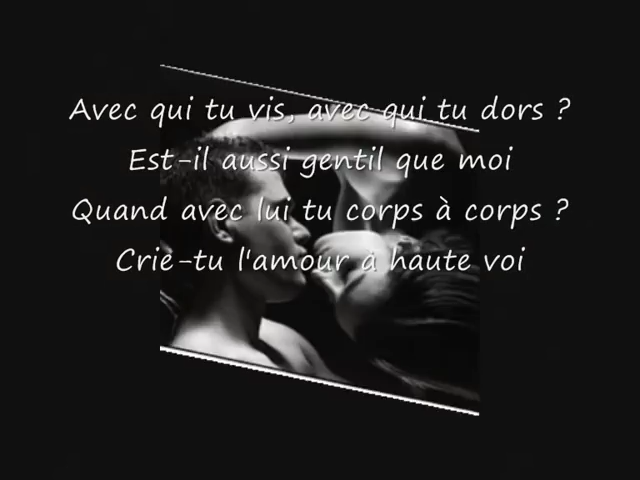 Avec qui tu vis, avec qui tu dors ?
Est-il aussi gentil que moi
Quand avec lui tu corps à corps ?
Crie-tu l'amour à haute voi